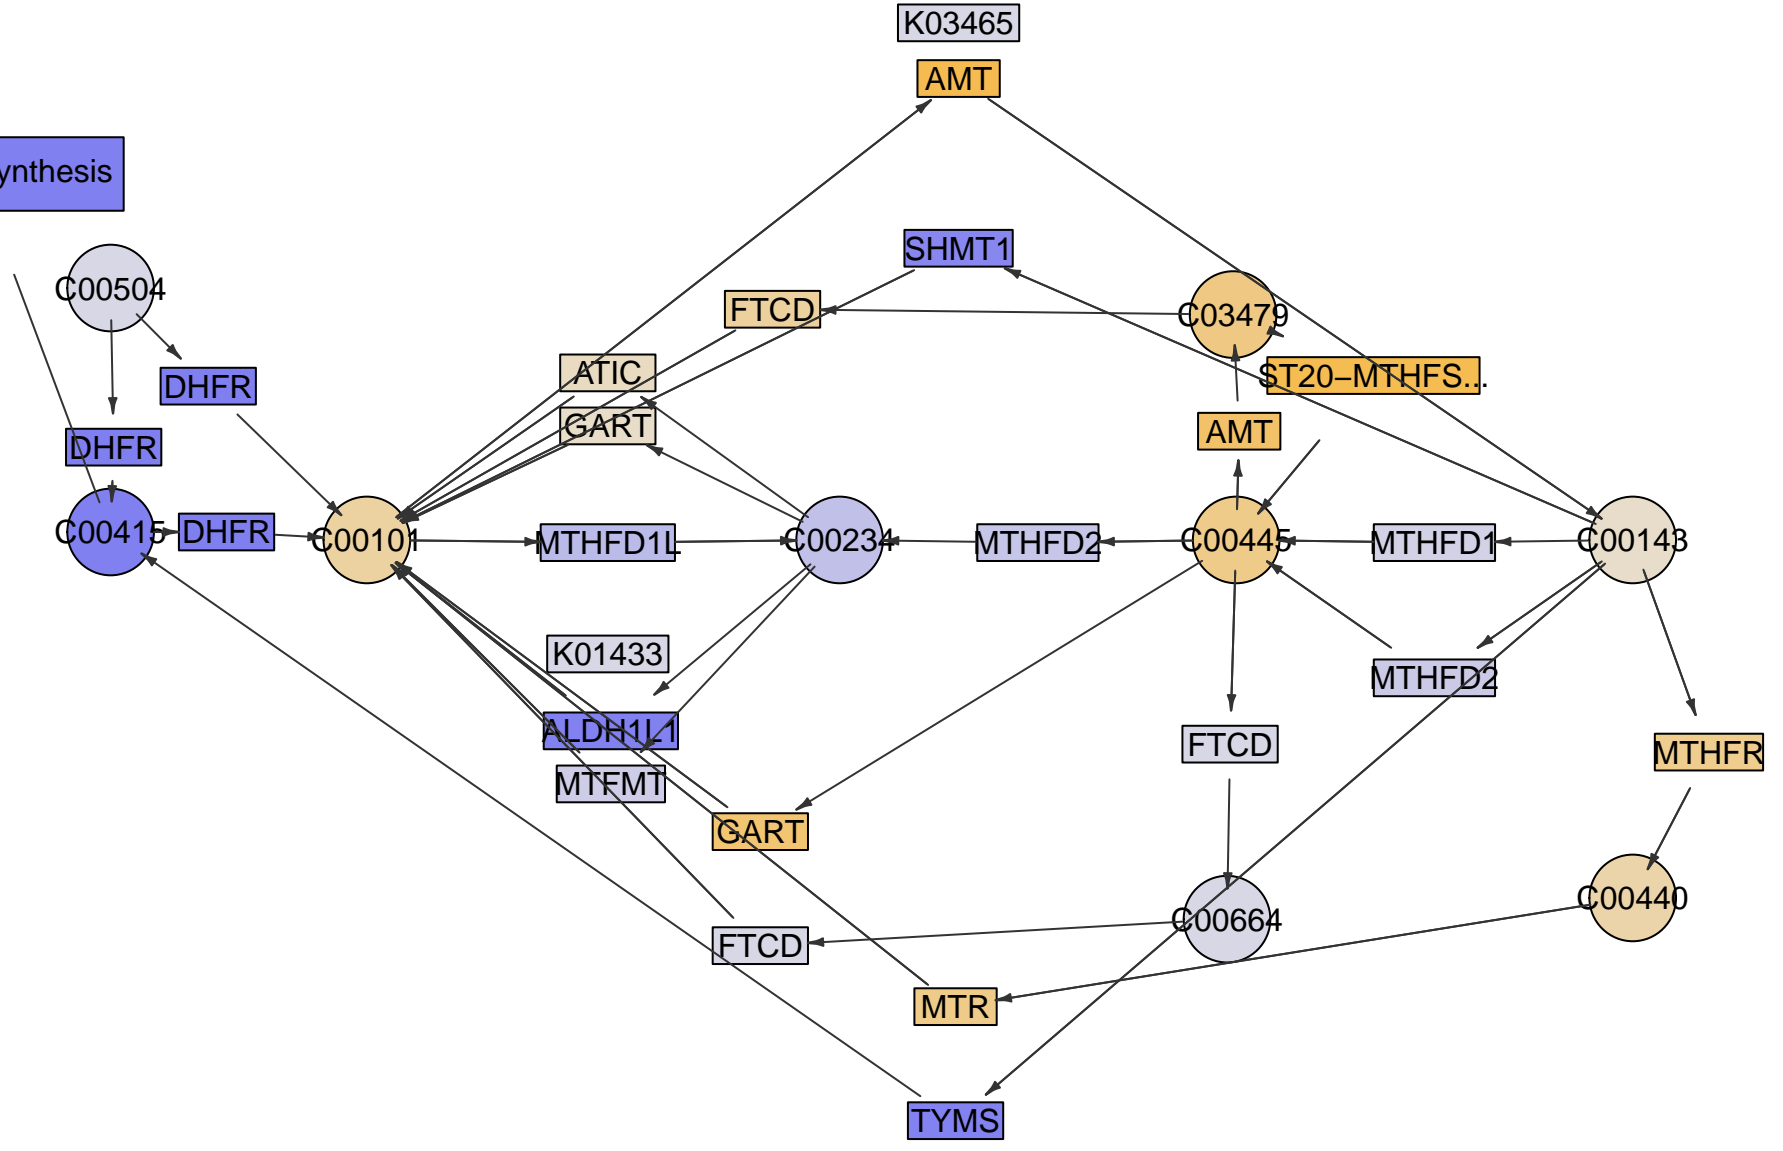 K03465
AMT
ynthesis
SHMT1
C00504
FTCD
C03479
ATIC
ST20−MTHFS...
DHFR
GART
AMT
DHFR
C00415
DHFR
C00101
MTHFD1L
C00234
MTHFD2
C00445
MTHFD1
C00143
K01433
MTHFD2
ALDH1L1
FTCD
MTHFR
MTFMT
GART
C00440
C00664
FTCD
MTR
TYMS